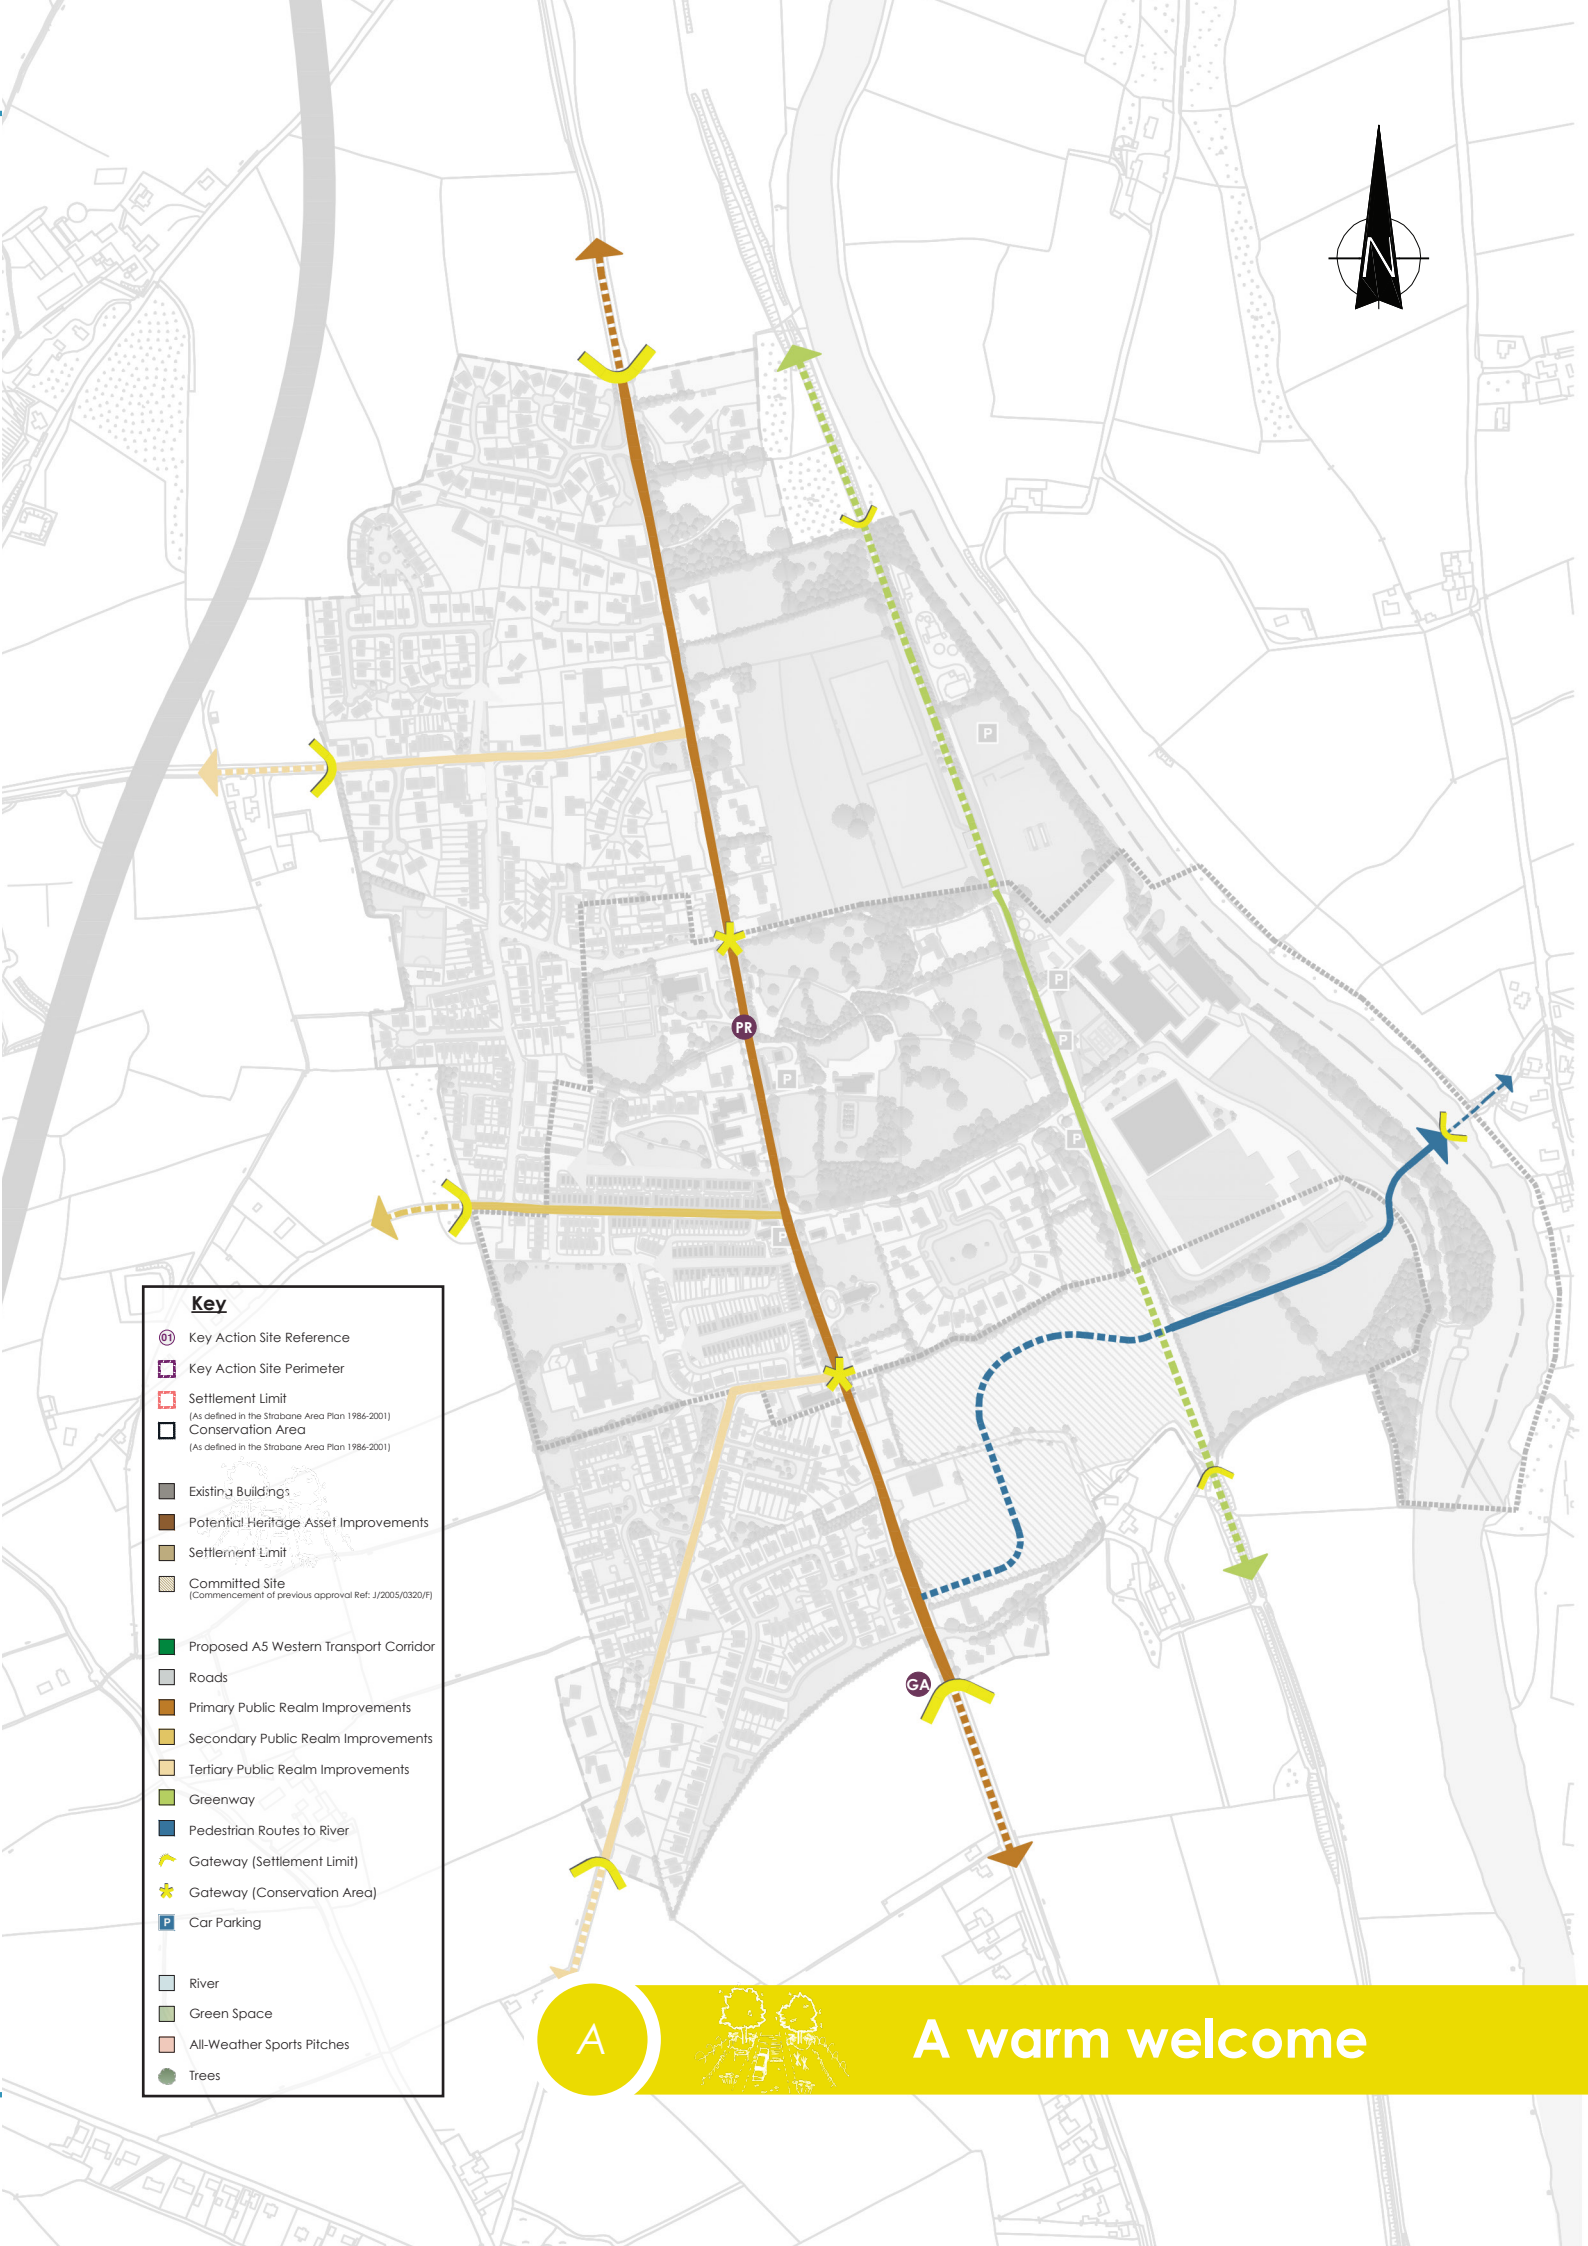 N
P
P
PR
P
P
P
P
Key
01 Key Action Site Reference
Key Action Site Perimeter
Settlement Limit
(As defined in the Strabane Area Plan 1986-2001)
Conservation Area
(As defined in the Strabane Area Plan 1986-2001)
Existing Buildings
Potential Heritage Asset Improvements
Settlement Limit
Committed Site
(Commencement of previous approval Ref: J/2005/0320/F)
Proposed A5 Western Transport Corridor
Roads
Primary Public Realm Improvements
Secondary Public Realm Improvements
Tertiary Public Realm Improvements
Greenway
Pedestrian Routes to River
Gateway (Settlement Limit)
Gateway (Conservation Area)
P Car Parking
River
Green Space
All-Weather Sports Pitches
Trees
GA
A
A warm welcome